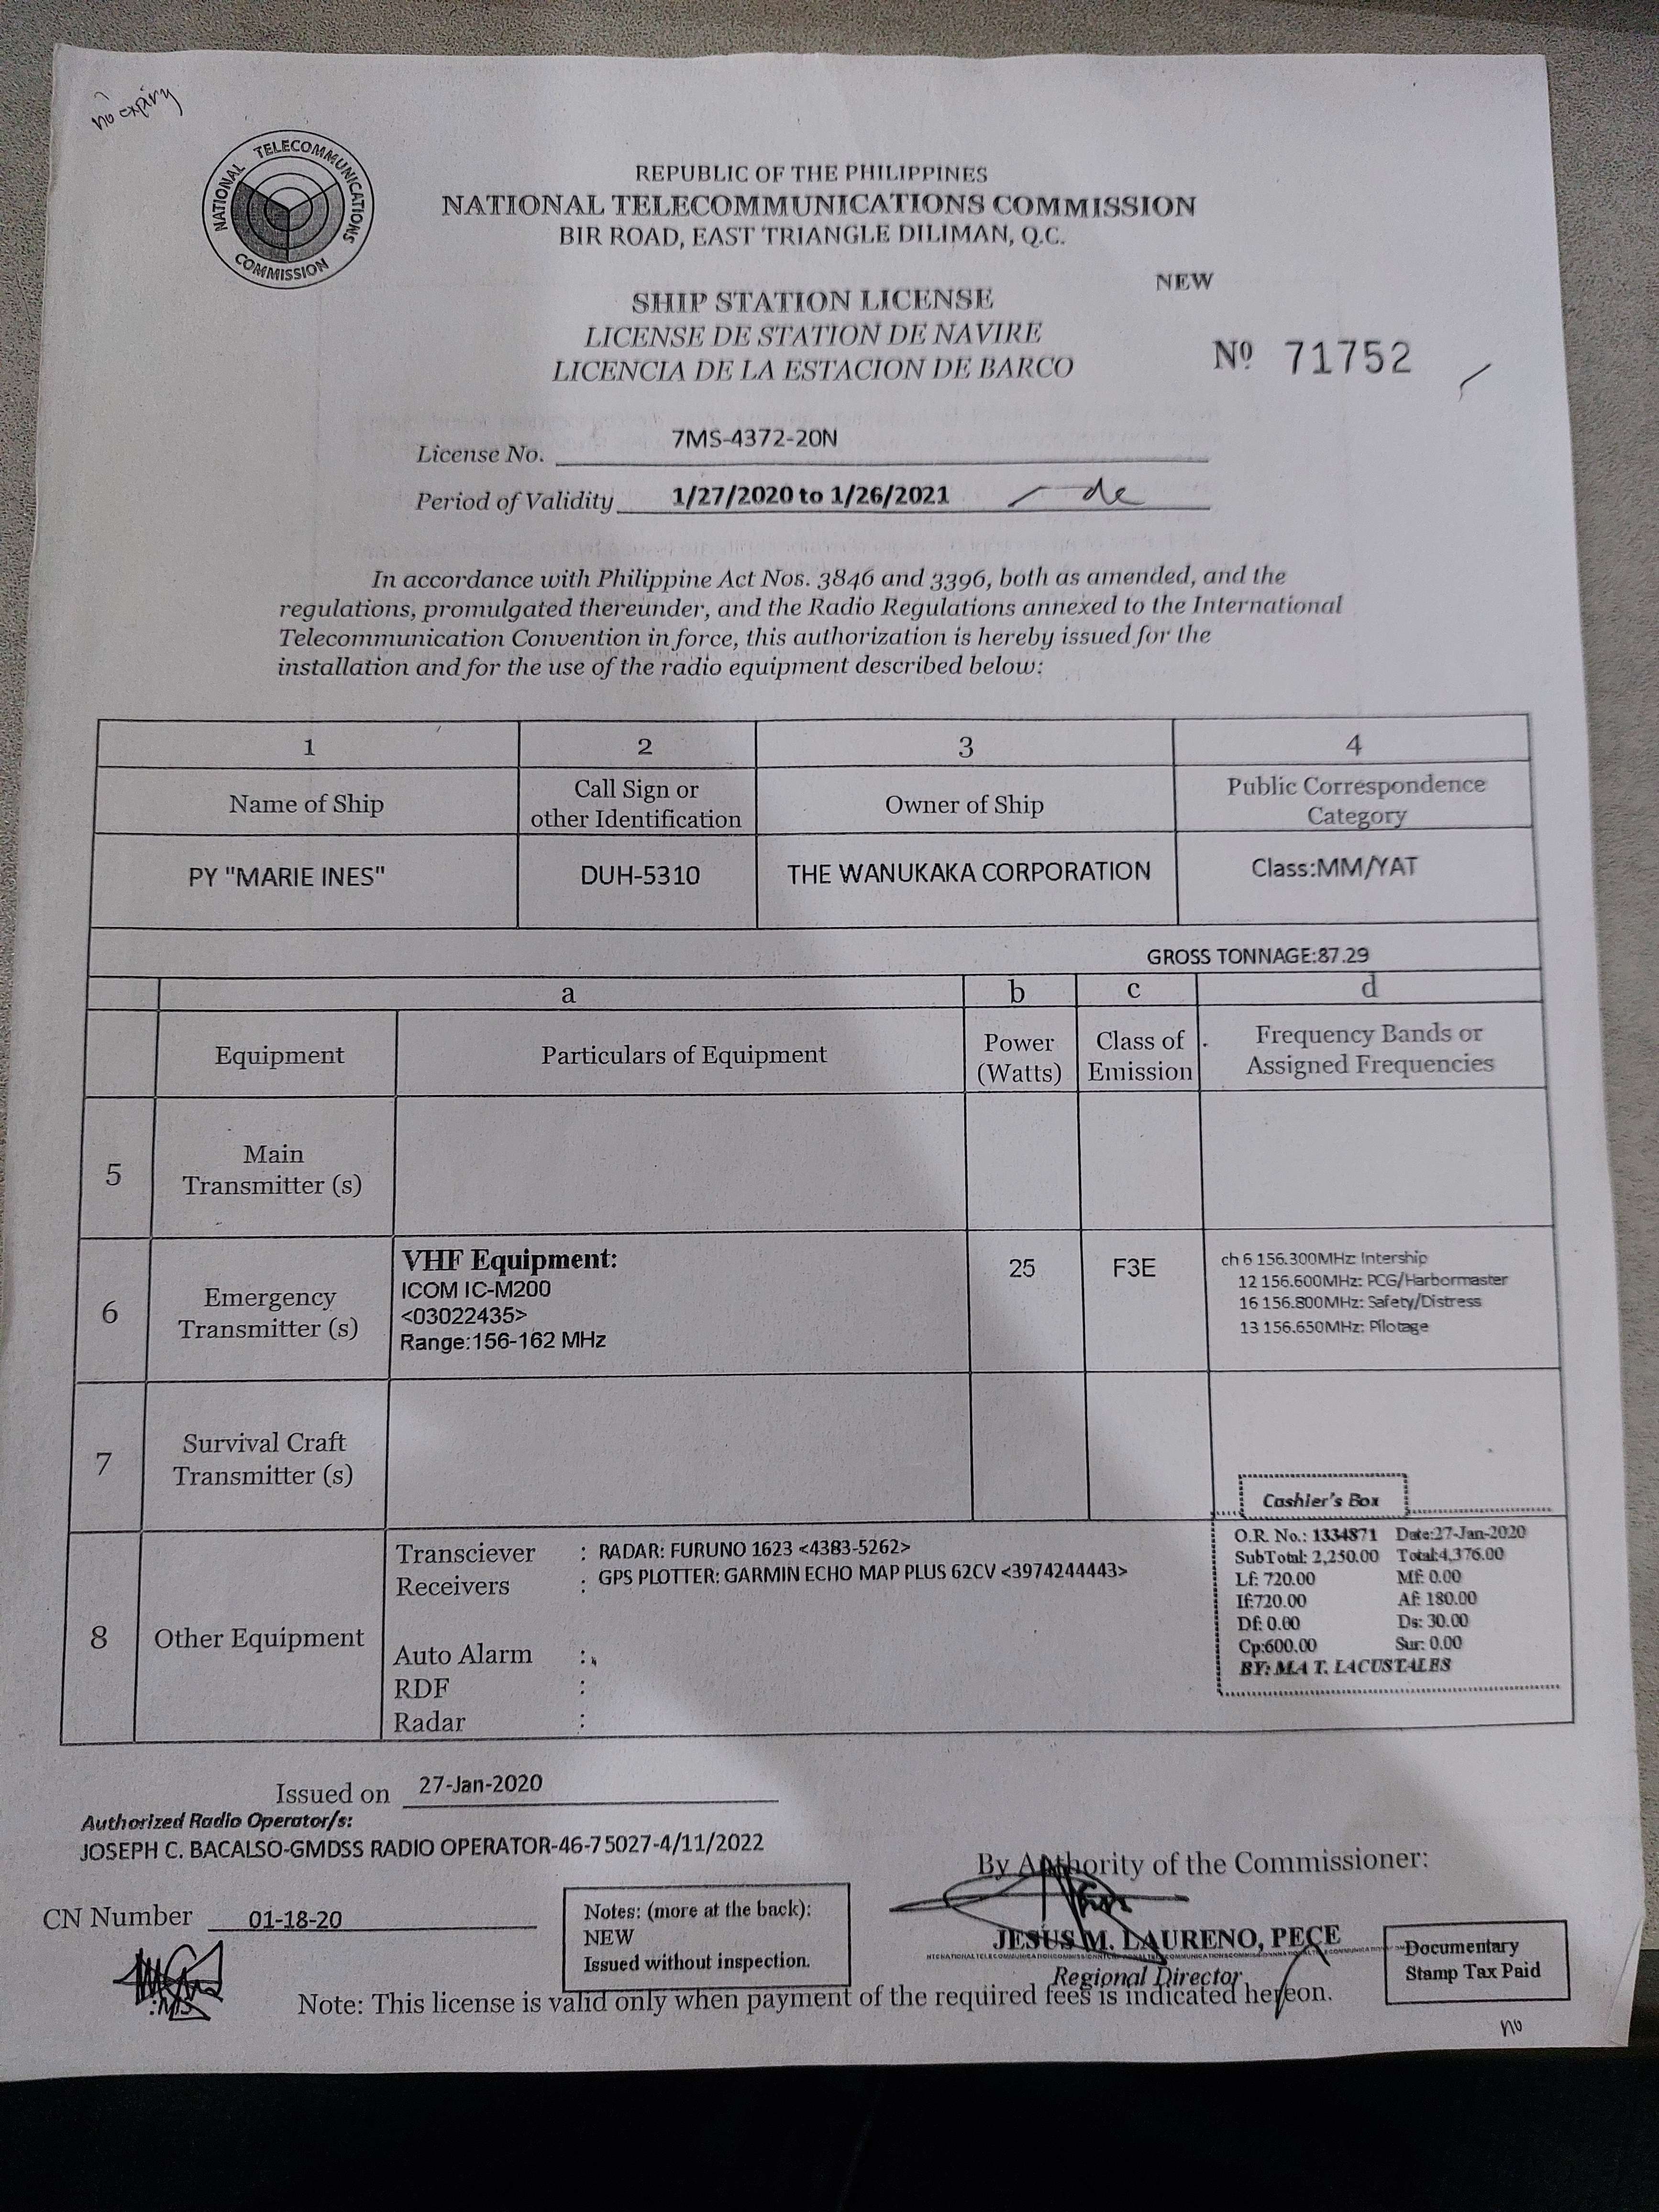 no expiry
NATIONAL TELECOMMUNICATIONS COMMISSION
REPUBLIC OF THE PHILIPPINES
NATIONAL TELECOMMUNICATIONS COMMISSION
BIR ROAD, EAST TRIANGLE DILIMAN, Q.C.
NEW
SHIP STATION LICENSE
LICENSE DE STATION DE NAVIRE
LICENCIA DE LA ESTACION DE BARCO
Nº 71752
License No. 7MS-4372-20N
Period of Validity 1/27/2020 to 1/26/2021
In accordance with Philippine Act Nos. 3846 and 3396, both as amended, and the
regulations, promulgated thereunder, and the Radio Regulations annexed to the International
Telecommunication Convention in force, this authorization is hereby issued for the
installation and for the use of the radio equipment described below:
1 2 3 4
Name of Ship
Call Sign or
other Identification
Owner of Ship
Public Correspondence
Category
PY "MARIE INES" DUH-5310 THE WANUKAKA CORPORATION Class:MM/YAT
GROSS TONNAGE:87.29
a b c d
Equipment
Particulars of Equipment
Power
(Watts)
Class of
Emission
Frequency Bands or
Assigned Frequencies
5
Main
Transmitter (s)
6
Emergency
Transmitter (s)
VHF Equipment:
ICOM IC-M200
<03022435>
Range:156-162 MHz
25
F3E
ch 6 156.300MHz: Intership
12 156.600MHz: PCG/Harbormaster
16 156.800MHz: Safety/Distress
13 156.650MHz: Pilotage
7
Survival Craft
Transmitter (s)
8
Other Equipment
Transciever : RADAR: FURUNO 1623 <4383-5262>
Receivers : GPS PLOTTER: GARMIN ECHO MAP PLUS 62CV <3974244443>
Auto Alarm :
RDF :
Radar :
Cashier's Box
O.R. No.: 1334871 Date:27-Jan-2020
SubTotal: 2,250.00 Total:4,376.00
Lf: 720.00 Mf: 0.00
If:720.00 Af: 180.00
Df: 0.00 Ds: 30.00
Cp:600.00 Sur: 0.00
BY: MA T. LACUSTALES
Issued on 27-Jan-2020
Authorized Radio Operator/s:
JOSEPH C. BACALSO-GMDSS RADIO OPERATOR-46-75027-4/11/2022
By Authority of the Commissioner:
CN Number 01-18-20
Notes: (more at the back):
NEW
Issued without inspection.
JESUS M. LAURENO, PECE
Regional Director
Documentary
Stamp Tax Paid
:MIS
Note: This license is valid only when payment of the required fees is indicated hereon.
no